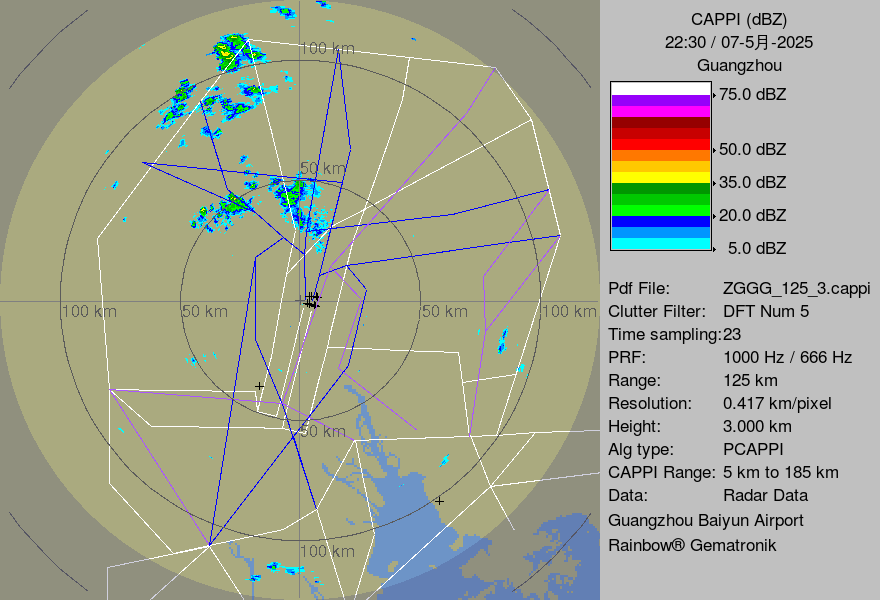 CAPPI (dBZ)
22:30 / 07-5月-2025
Guangzhou
75.0 dBZ
50.0 dBZ
35.0 dBZ
20.0 dBZ
5.0 dBZ
Pdf File: ZGGG_125_3.cappi
Clutter Filter: DFT Num 5
Time sampling:23
PRF: 1000 Hz / 666 Hz
Range: 125 km
Resolution: 0.417 km/pixel
Height: 3.000 km
Alg type: PCAPPI
CAPPI Range: 5 km to 185 km
Data: Radar Data
Guangzhou Baiyun Airport
Rainbow® Gematronik
100 km
50 km
100 km
50 km
50 km
100 km
50 km
100 km